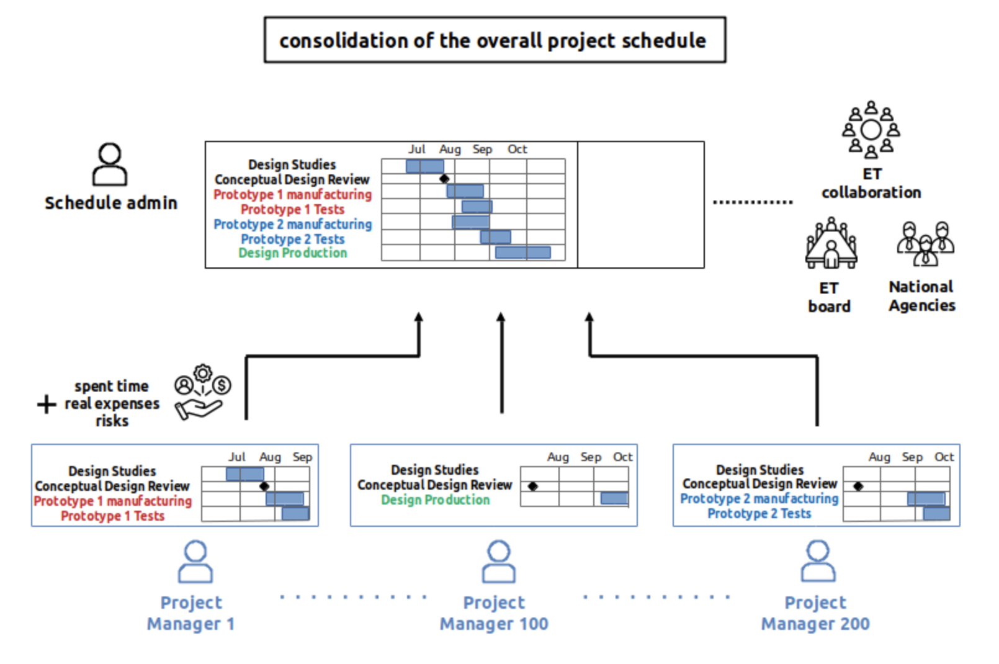 consolidation of the overall project schedule
Schedule admin
Jul Aug Sep Oct
Design Studies
Conceptual Design Review
Prototype 1 manufacturing
Prototype 1 Tests
Prototype 2 manufacturing
Prototype 2 Tests
Design Production
ET
collaboration
ET
board
National
Agencies
+
spent time
real expenses
risks
$
Jul Aug Sep
Design Studies
Conceptual Design Review
Prototype 1 manufacturing
Prototype 1 Tests
Project
Manager 1
Aug Sep Oct
Design Studies
Conceptual Design Review
Design Production
Project
Manager 100
Aug Sep Oct
Design Studies
Conceptual Design Review
Prototype 2 manufacturing
Prototype 2 Tests
Project
Manager 200